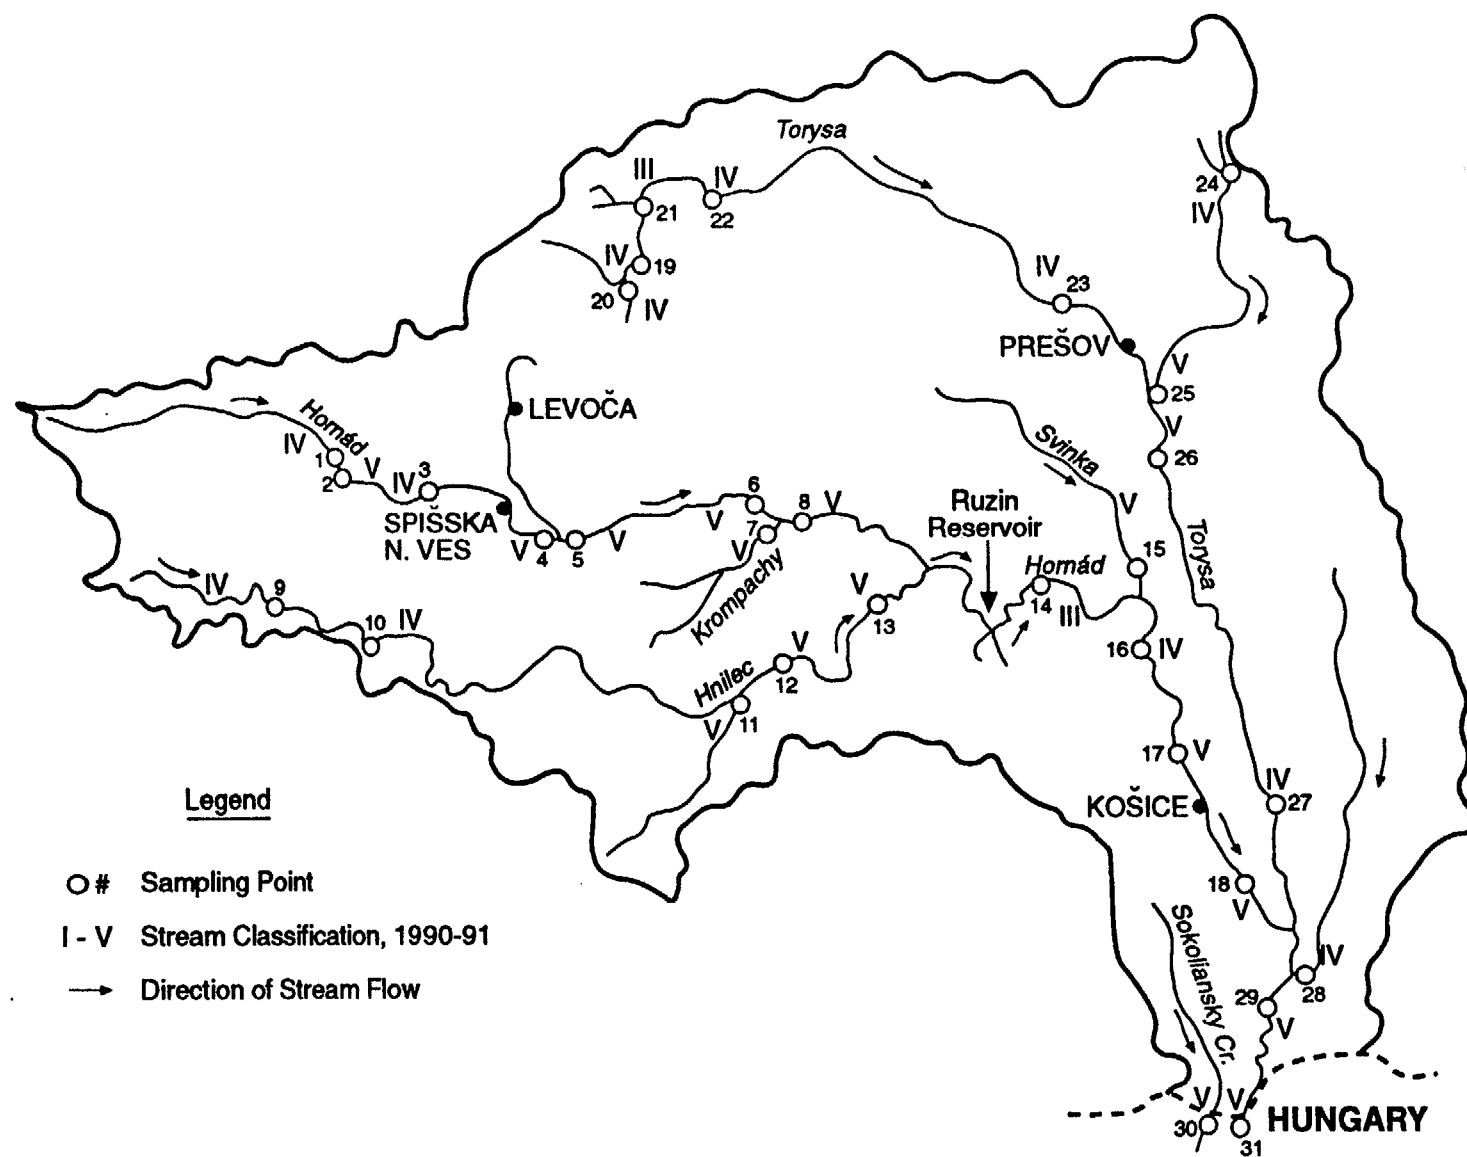 Torysa
III
IV
21
22
24
IV
IV
19
20
IV
IV
23
PREŠOV
V
25
V
26
LEVOČA
Hornád
IV
1
2
V
IV
3
SPIŠSKA
N. VES
V
4
5
V
6
V
8
V
7
V
Krompachy
Svinka
V
15
Ruzin
Reservoir
Hornád
14
III
Torysa
IV
9
10
IV
V
13
V
12
Hnilec
11
V
16
IV
17
V
KOŠICE
IV
27
18
V
Sokoliansky Cr.
IV
28
29
V
V
30
V
31
HUNGARY
Legend
# Sampling Point
I - V Stream Classification, 1990-91
Direction of Stream Flow